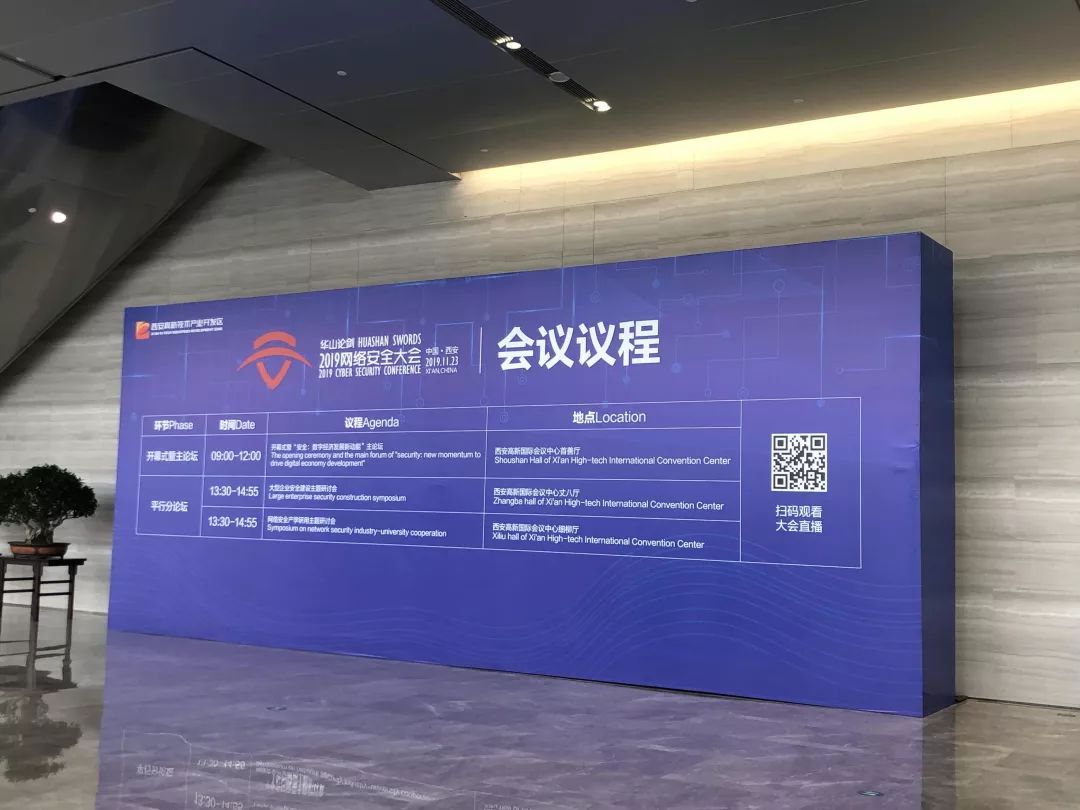 西安高新技术产业开发区
华山论剑 HUASHAN SWORDS
2019网络安全大会
2019 CYBER SECURITY CONFERENCE
中国·西安
2019.11.23
XI'AN,CHINA
会议议程
环节Phase 时间Date 议程Agenda 地点Location
开幕式暨主论坛 09:00-12:00
开幕式暨“安全:数字经济发展新动能”主论坛
The opening ceremony and the main forum of "security: new momentum to
drive digital economy development"
西安高新国际会议中心首善厅
Shoushan Hall of Xi'an High-tech International Convention Center
平行分论坛
13:30-14:55
大型企业安全建设主题研讨会
Large enterprise security construction symposium
西安高新国际会议中心丈八厅
Zhangba hall of Xi'an High-tech International Convention Center
13:30-14:55
网络安全产学研用主题研讨会
Symposium on network security industry-university cooperation
西安高新国际会议中心细柳厅
Xiliu hall of Xi'an High-tech International Convention Center
扫码观看
大会直播